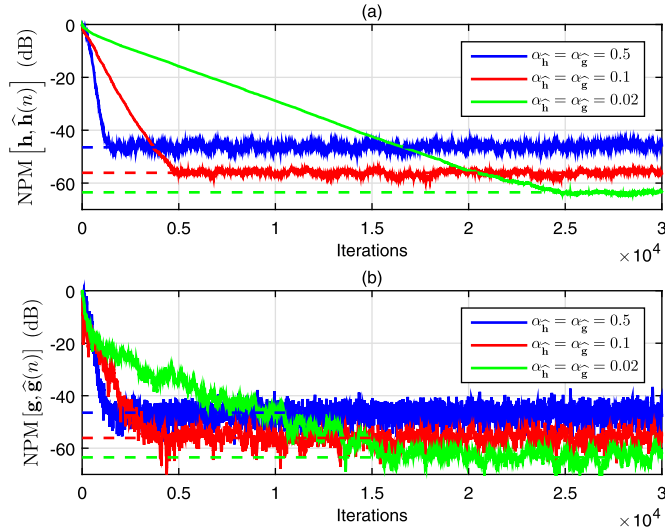 (a)
NPM [𝐡, 𝐡̂(n)] (dB)
0
-20
-40
-60
α_𝐡̂ = α_𝐠̂ = 0.5
α_𝐡̂ = α_𝐠̂ = 0.1
α_𝐡̂ = α_𝐠̂ = 0.02
0 0.5 1 1.5 2 2.5 3
Iterations
×10⁴
(b)
NPM [𝐠, 𝐠̂(n)] (dB)
0
-20
-40
-60
α_𝐡̂ = α_𝐠̂ = 0.5
α_𝐡̂ = α_𝐠̂ = 0.1
α_𝐡̂ = α_𝐠̂ = 0.02
0 0.5 1 1.5 2 2.5 3
Iterations
×10⁴